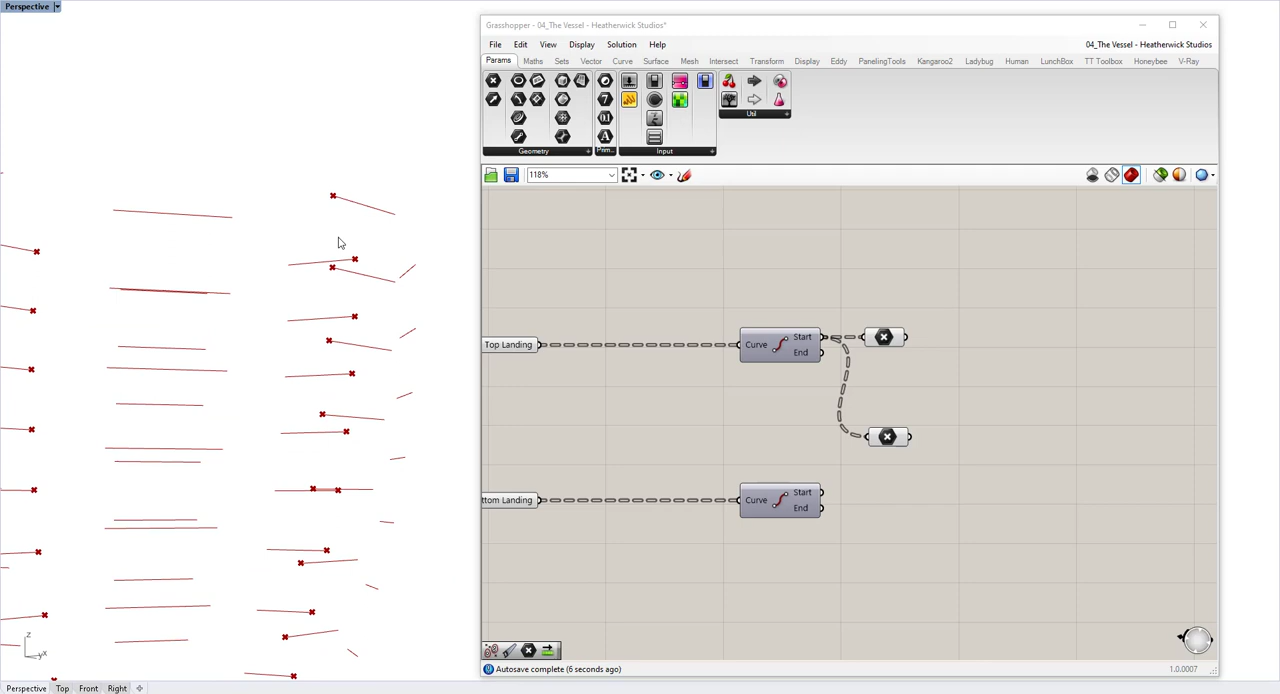 Perspective
Grasshopper - 04_The Vessel - Heatherwick Studios*
File Edit View Display Solution Help
04_The Vessel - Heatherwick Studios
Params Maths Sets Vector Curve Surface Mesh Intersect Transform Display Eddy PanelingTools Kangaroo2 Ladybug Human LunchBox TT Toolbox Honeybee V-Ray
Geometry
Prim...
Input
Util
118%
Top Landing
Curve
Start
End
ttom Landing
Curve
Start
End
z
y x
Autosave complete (6 seconds ago)
1.0.0007
Perspective Top Front Right